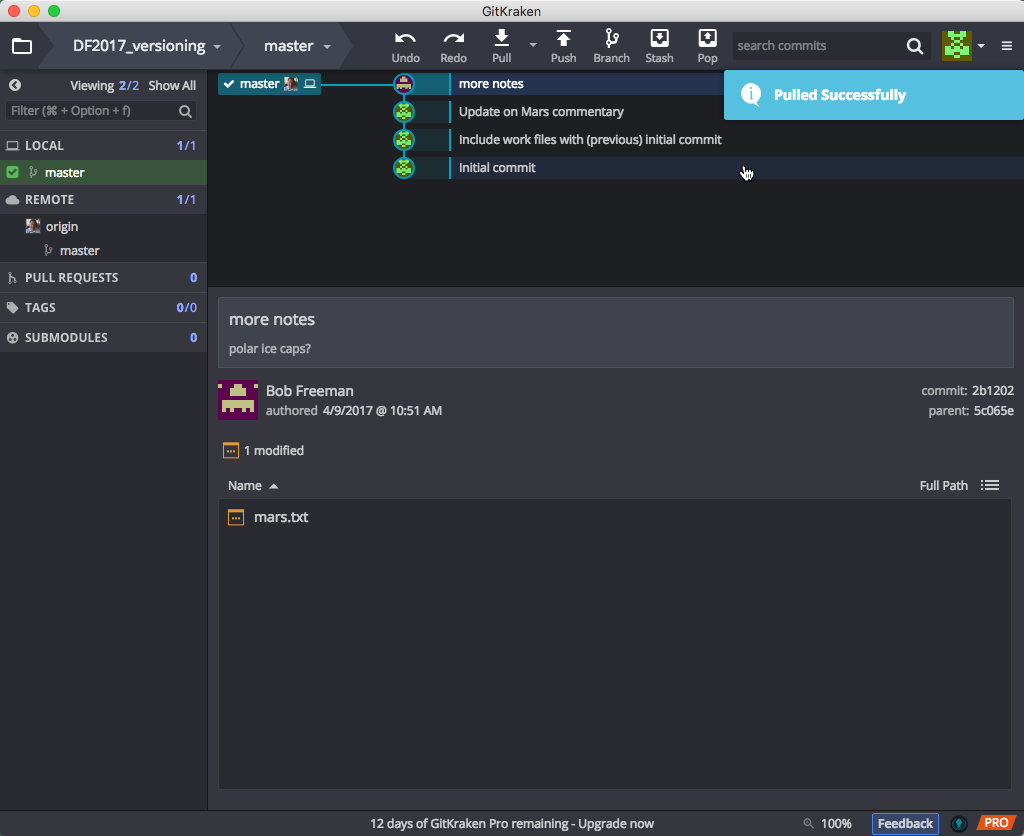 GitKraken
DF2017_versioning
master
Undo
Redo
Pull
Push
Branch
Stash
Pop
search commits
Viewing 2/2 Show All
Filter (⌘ + Option + f)
LOCAL 1/1
master
REMOTE 1/1
origin
master
PULL REQUESTS 0
TAGS 0/0
SUBMODULES 0
master
more notes
Update on Mars commentary
Include work files with (previous) initial commit
Initial commit
Pulled Successfully
more notes
polar ice caps?
Bob Freeman
authored 4/9/2017 @ 10:51 AM
commit: 2b1202
parent: 5c065e
1 modified
Name
Full Path
mars.txt
12 days of GitKraken Pro remaining - Upgrade now
100%
Feedback
PRO